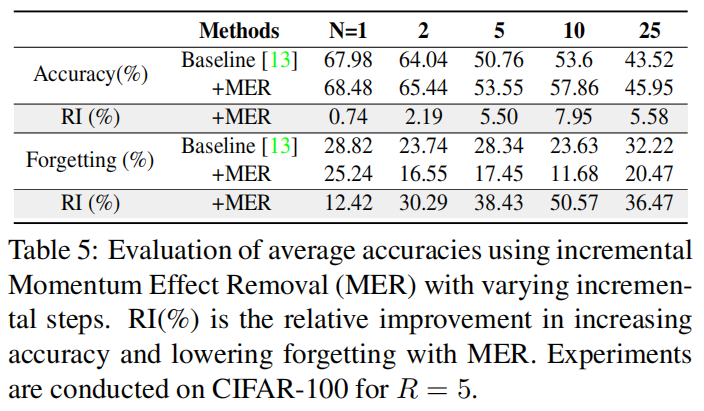 Methods N=1 2 5 10 25
Accuracy(%) Baseline [13] 67.98 64.04 50.76 53.6 43.52
+MER 68.48 65.44 53.55 57.86 45.95
RI (%) +MER 0.74 2.19 5.50 7.95 5.58
Forgetting (%) Baseline [13] 28.82 23.74 28.34 23.63 32.22
+MER 25.24 16.55 17.45 11.68 20.47
RI (%) +MER 12.42 30.29 38.43 50.57 36.47
Table 5: Evaluation of average accuracies using incremental
Momentum Effect Removal (MER) with varying incremen-
tal steps. RI(%) is the relative improvement in increasing
accuracy and lowering forgetting with MER. Experiments
are conducted on CIFAR-100 for R = 5.